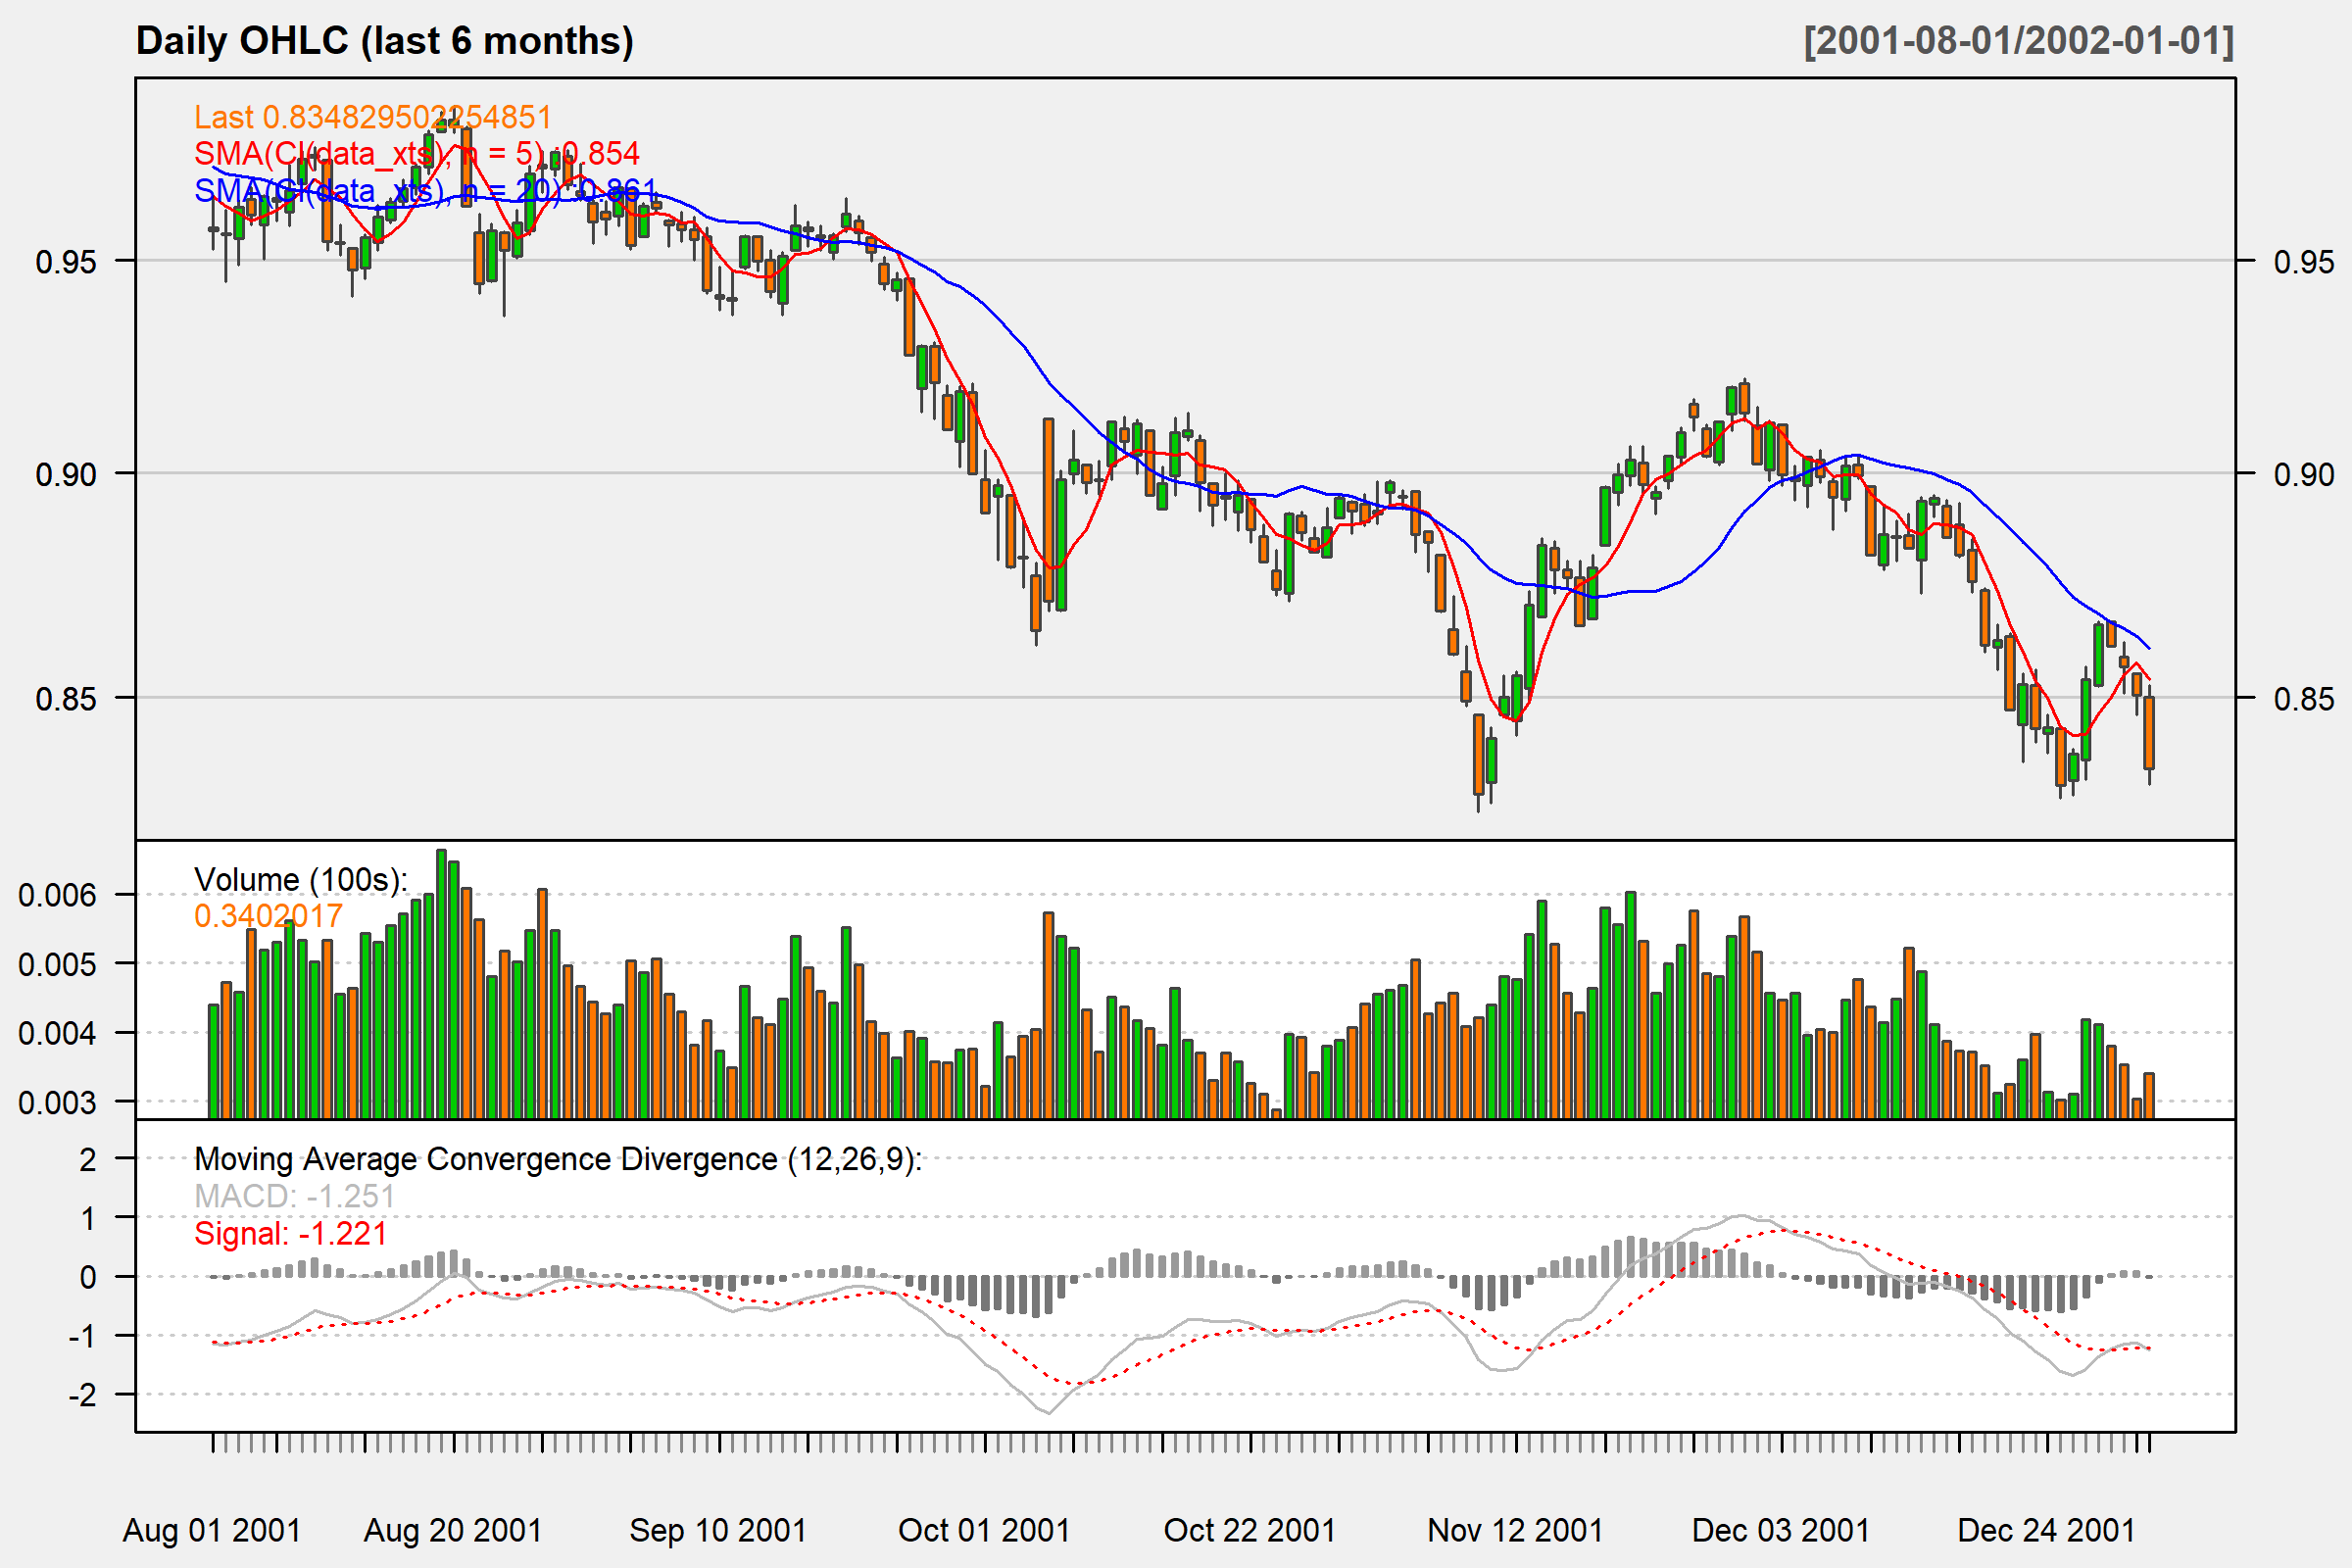 Daily OHLC (last 6 months)
[2001-08-01/2002-01-01]
Last 0.834829502254851
SMA(Cl(data_xts), n = 5) :0.854
SMA(Cl(data_xts), n = 20) :0.861
0.95
0.95
0.90
0.90
0.85
0.85
Volume (100s):
0.3402017
0.006
0.005
0.004
0.003
Moving Average Convergence Divergence (12,26,9):
MACD: -1.251
Signal: -1.221
2
1
0
-1
-2
Aug 01 2001
Aug 20 2001
Sep 10 2001
Oct 01 2001
Oct 22 2001
Nov 12 2001
Dec 03 2001
Dec 24 2001